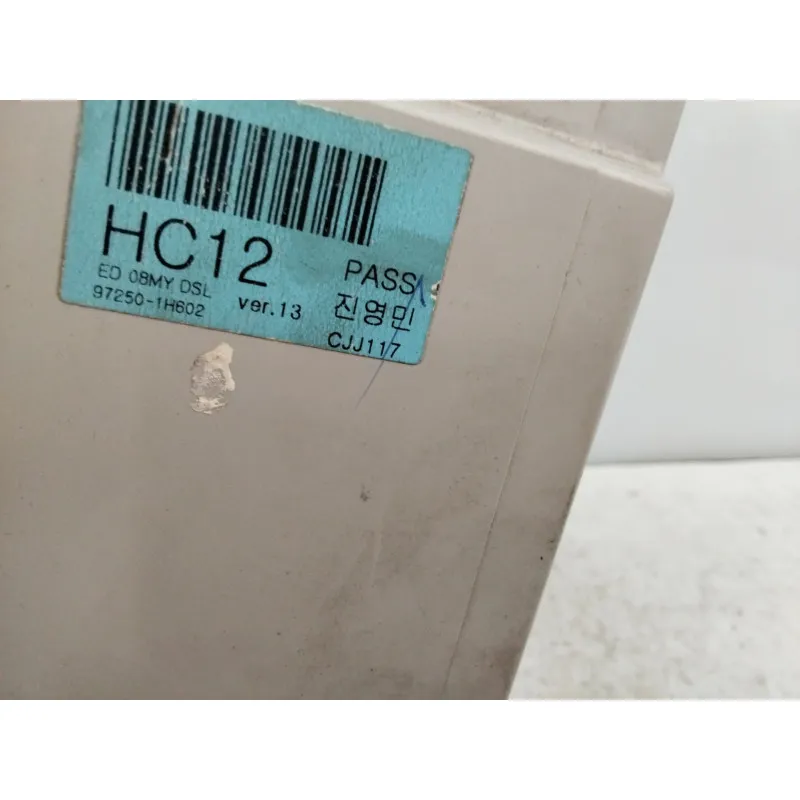 HC12
ED 08MY DSL
97250-1H602
ver.13
PASS
진영민
CJJ117